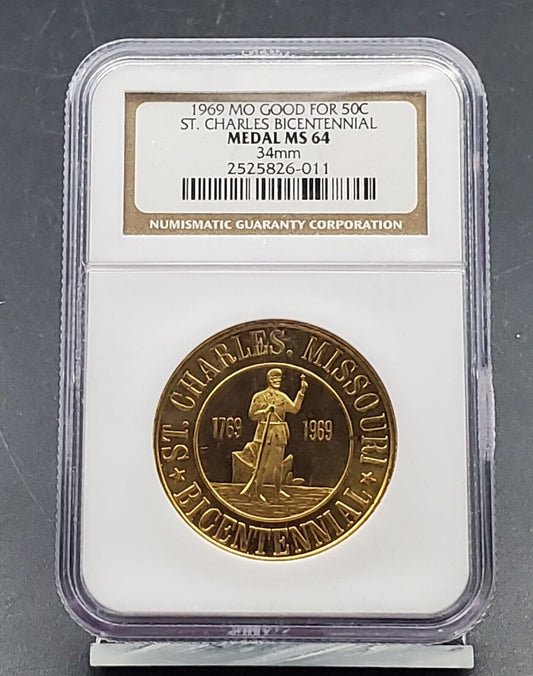 1969 MO GOOD FOR 50C
ST. CHARLES BICENTENNIAL
MEDAL MS 64
34mm
2525826-011
NUMISMATIC GUARANTY CORPORATION
ST. CHARLES, MISSOURI
1769 1969
★ BICENTENNIAL ★